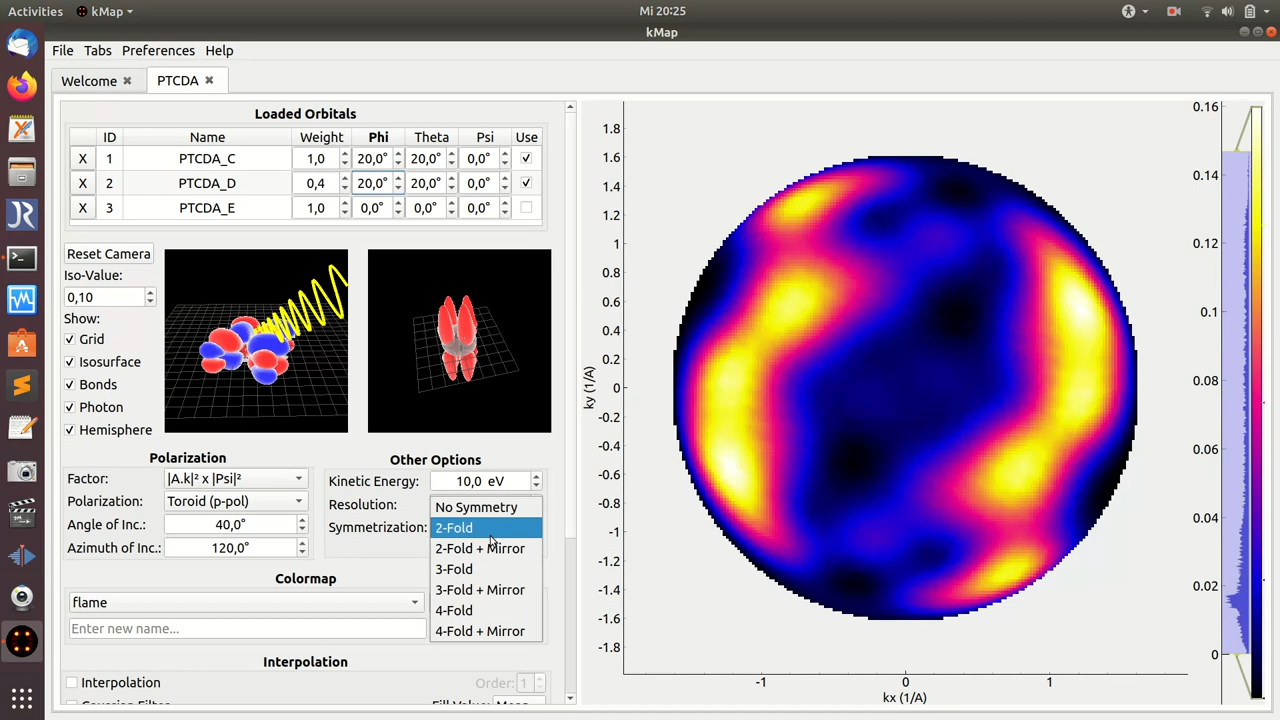 Activities kMap Mi 20:25
kMap
File Tabs Preferences Help
Welcome PTCDA
Loaded Orbitals
ID Name Weight Phi Theta Psi Use
X 1 PTCDA_C 1,0 20,0° 20,0° 0,0°
X 2 PTCDA_D 0,4 20,0° 20,0° 0,0°
X 3 PTCDA_E 1,0 0,0° 0,0° 0,0°
Reset Camera
Iso-Value:
0,10
Show:
Grid
Isosurface
Bonds
Photon
Hemisphere
Polarization
Factor: |A.k|² x |Psi|²
Polarization: Toroid (p-pol)
Angle of Inc.: 40,0°
Azimuth of Inc.: 120,0°
Other Options
Kinetic Energy: 10,0 eV
Resolution:
Symmetrization:
No Symmetry
2-Fold
2-Fold + Mirror
3-Fold
3-Fold + Mirror
4-Fold
4-Fold + Mirror
Colormap
flame
Enter new name...
Interpolation
Interpolation Order: 1
1.8
1.6
1.4
1.2
1
0.8
0.6
0.4
0.2
0
-0.2
-0.4
-0.6
-0.8
-1
-1.2
-1.4
-1.6
-1.8
ky (1/A)
-1 0 1
kx (1/A)
0.16
0.14
0.12
0.1
0.08
0.06
0.04
0.02
0